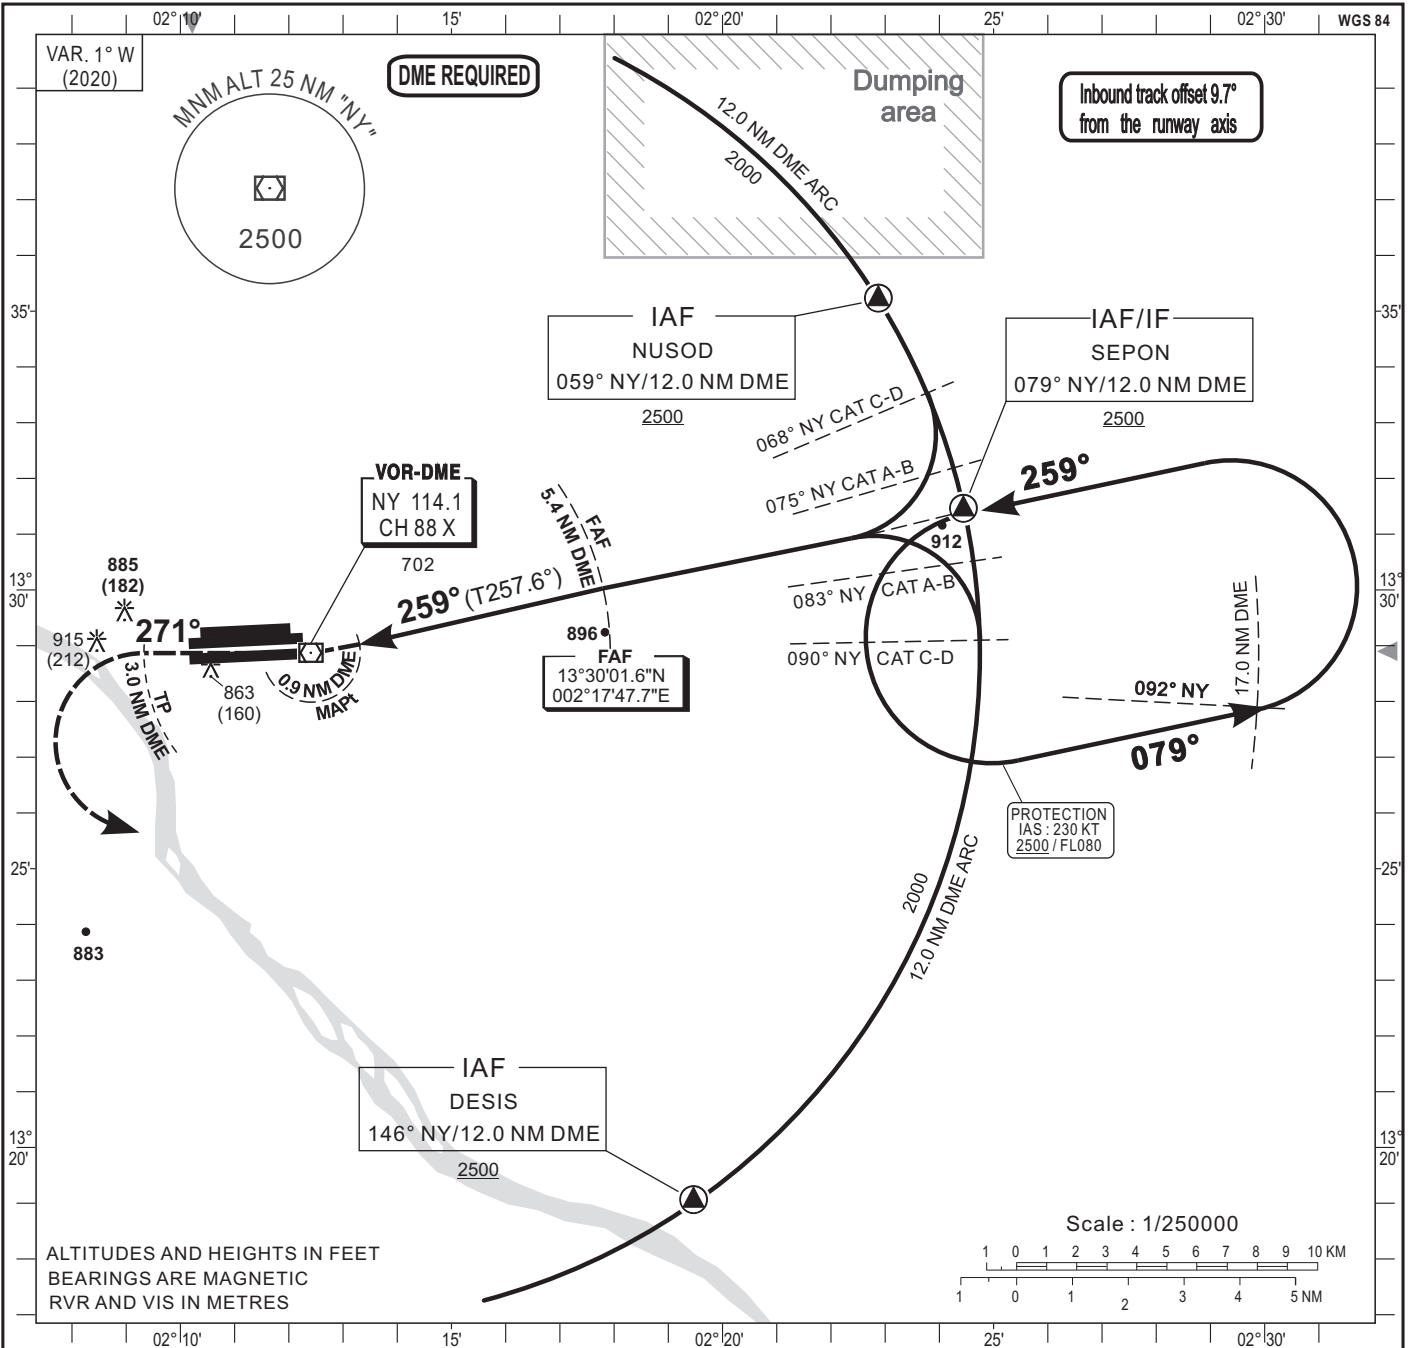 02° 10'
15'
02° 20'
25'
02° 30'
WGS 84
VAR. 1° W
(2020)
MNM ALT 25 NM "NY"
2500
DME REQUIRED
Dumping
area
Inbound track offset 9.7°
from the runway axis
12.0 NM DME ARC
2000
35'
35'
IAF
NUSOD
059° NY/12.0 NM DME
2500
IAF/IF
SEPON
079° NY/12.0 NM DME
2500
068° NY CAT C-D
075° NY CAT A-B
259°
VOR-DME
NY 114.1
CH 88 X
702
5.4 NM DME
FAF
912
885
(182)
13°
30'
13°
30'
259° (T257.6°)
083° NY CAT A-B
17.0 NM DME
915
(212)
271°
896
090° NY CAT C-D
FAF
13°30'01.6"N
002°17'47.7"E
092° NY
3.0 NM DME
TP
863
(160)
0.9 NM DME
MAPt
079°
PROTECTION
IAS : 230 KT
2500 / FL080
25'
25'
2000
12.0 NM DME ARC
883
IAF
DESIS
146° NY/12.0 NM DME
2500
13°
20'
13°
20'
Scale : 1/250000
1 0 1 2 3 4 5 6 7 8 9 10 KM
1 0 1 2 3 4 5 NM
ALTITUDES AND HEIGHTS IN FEET
BEARINGS ARE MAGNETIC
RVR AND VIS IN METRES
02° 10'
15'
02° 20'
25'
02° 30'